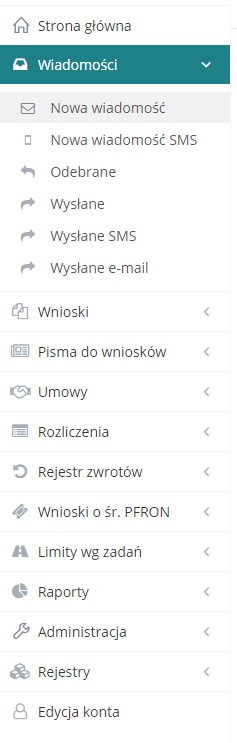 Strona główna
Wiadomości
Nowa wiadomość
Nowa wiadomość SMS
Odebrane
Wysłane
Wysłane SMS
Wysłane e-mail
Wnioski
Pisma do wniosków
Umowy
Rozliczenia
Rejestr zwrotów
Wnioski o śr. PFRON
Limity wg zadań
Raporty
Administracja
Rejestry
Edycja konta